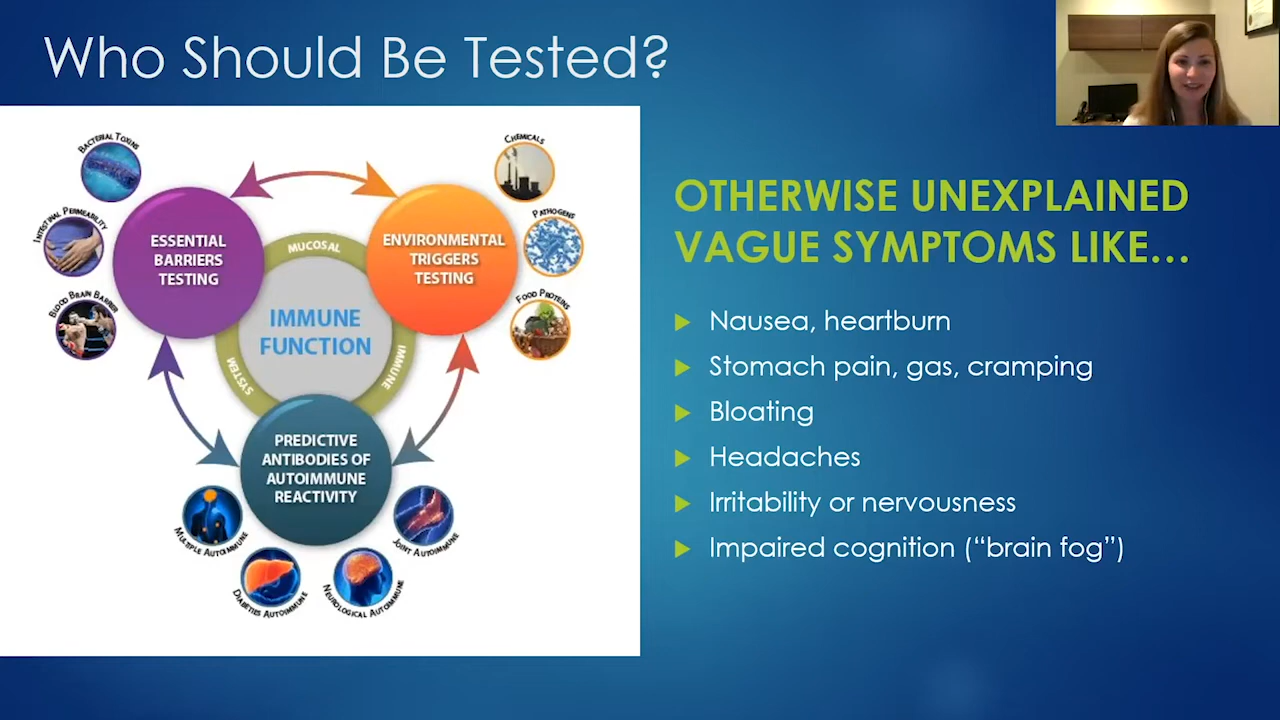 Who Should Be Tested?
BACTERIAL TOXINS
INTESTINAL PERMEABILITY
BLOOD BRAIN BARRIER
ESSENTIAL
BARRIERS
TESTING
CHEMICALS
PATHOGENS
FOOD PROTEINS
ENVIRONMENTAL
TRIGGERS
TESTING
MUCOSAL
IMMUNE
SYSTEM
IMMUNE
FUNCTION
PREDICTIVE
ANTIBODIES OF
AUTOIMMUNE
REACTIVITY
MULTIPLE AUTOIMMUNE
DIABETES AUTOIMMUNE
NEUROLOGICAL AUTOIMMUNE
JOINT AUTOIMMUNE
OTHERWISE UNEXPLAINED
VAGUE SYMPTOMS LIKE…
Nausea, heartburn
Stomach pain, gas, cramping
Bloating
Headaches
Irritability or nervousness
Impaired cognition (“brain fog”)